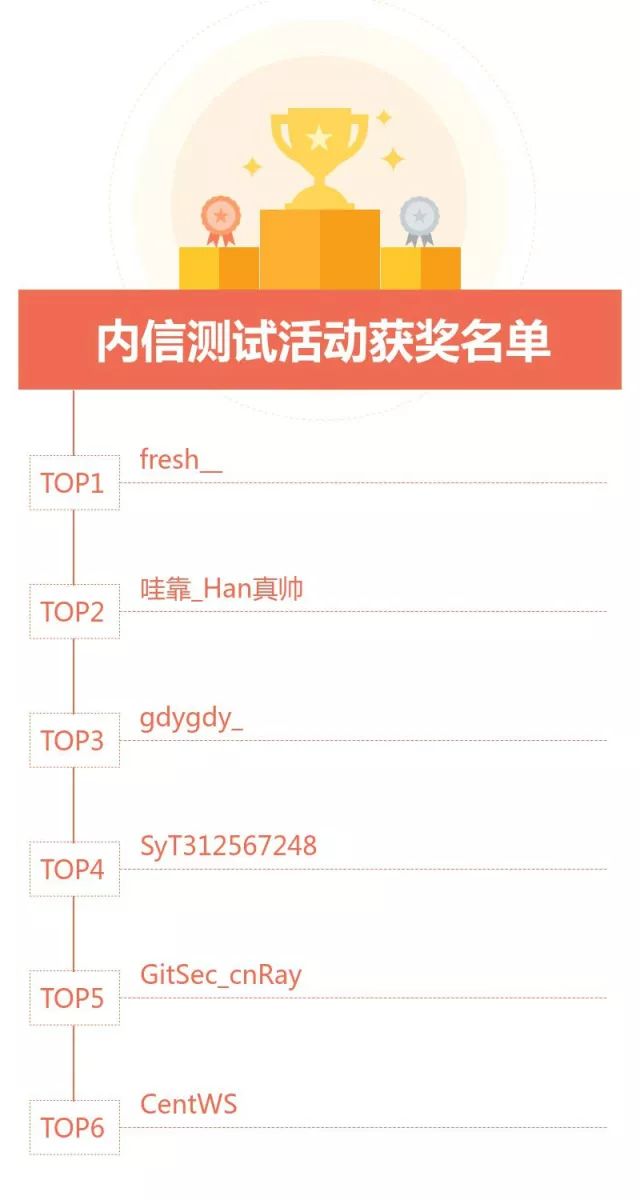 内信测试活动获奖名单
TOP1
fresh__
TOP2
哇靠_Han真帅
TOP3
gdygdy_
TOP4
SyT312567248
TOP5
GitSec_cnRay
TOP6
CentWS